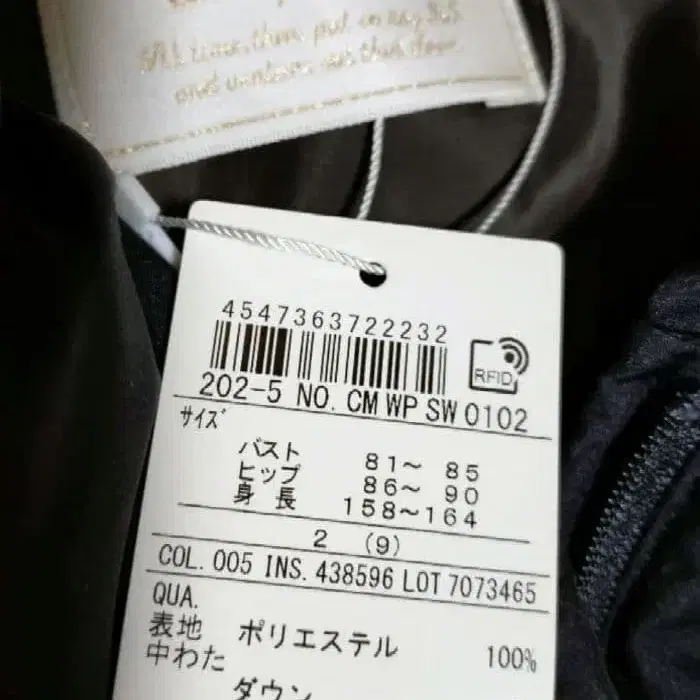 and
4547363722232
RFID
202-5 NO. CM WP SW 0102
サイズ
バスト 81～ 85
ヒップ 86～ 90
身 長 158～164
2 (9)
COL. 005 INS. 438596 LOT 7073465
QUA.
表地 ポリエステル 100%
中わた
ダウン